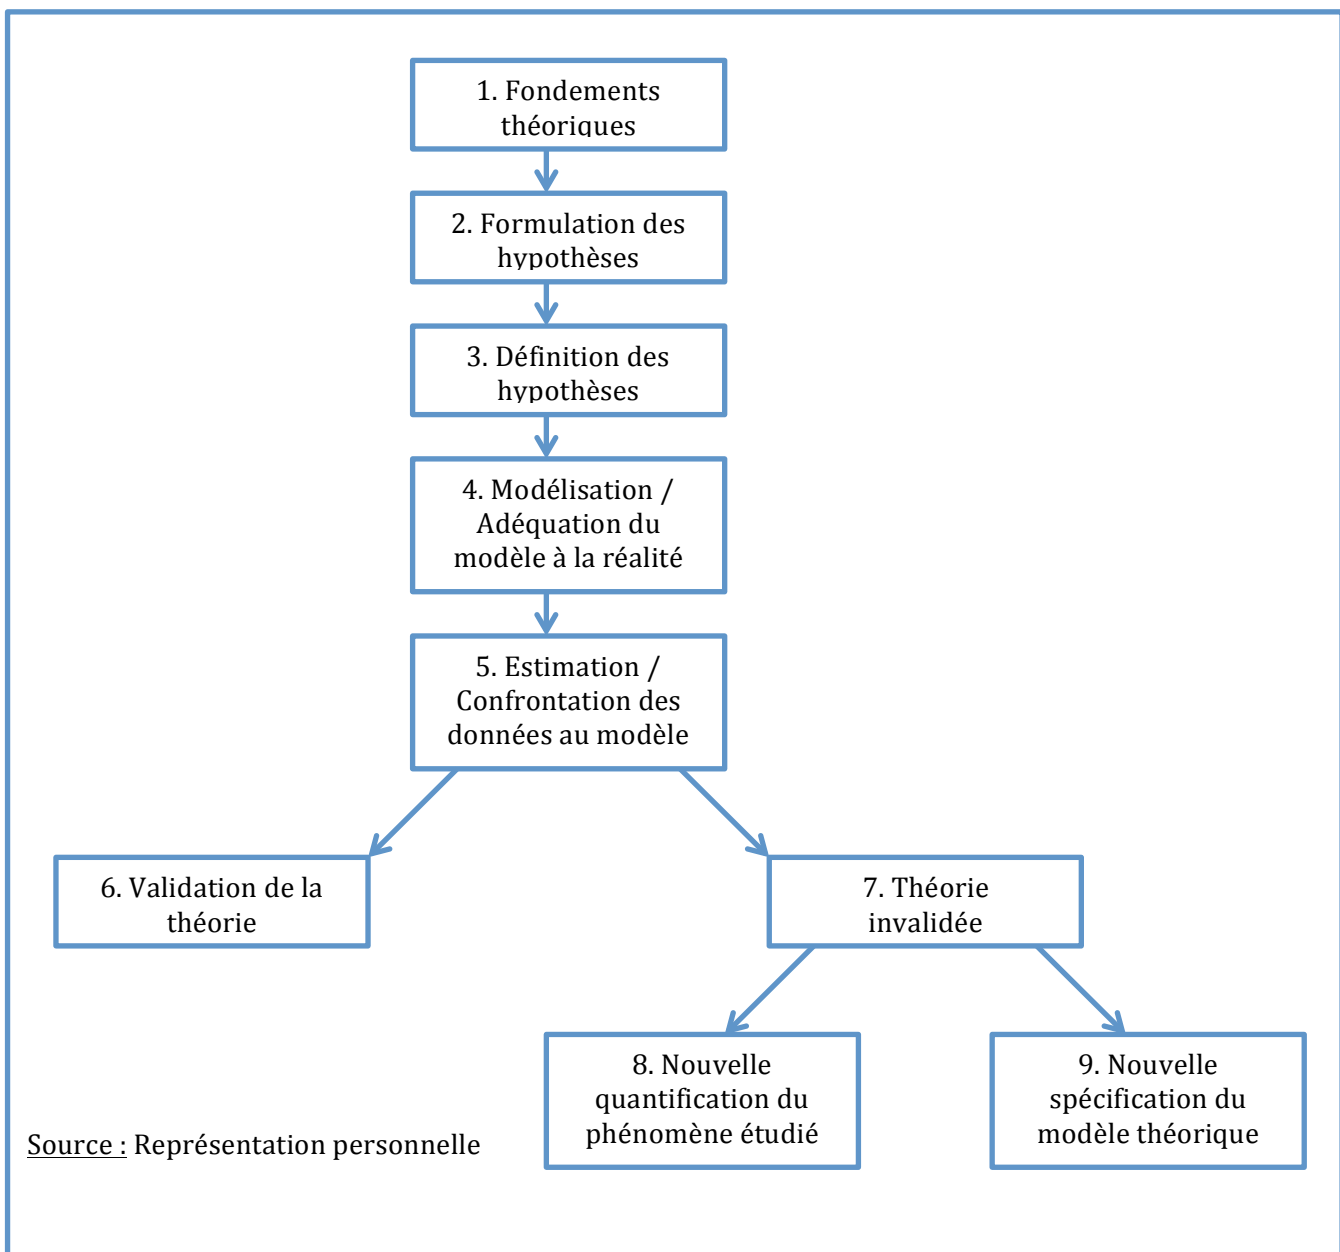 1. Fondements
théoriques
2. Formulation des
hypothèses
3. Définition des
hypothèses
4. Modélisation /
Adéquation du
modèle à la réalité
5. Estimation /
Confrontation des
données au modèle
6. Validation de la
théorie
7. Théorie
invalidée
8. Nouvelle
quantification du
phénomène étudié
9. Nouvelle
spécification du
modèle théorique
Source : Représentation personnelle